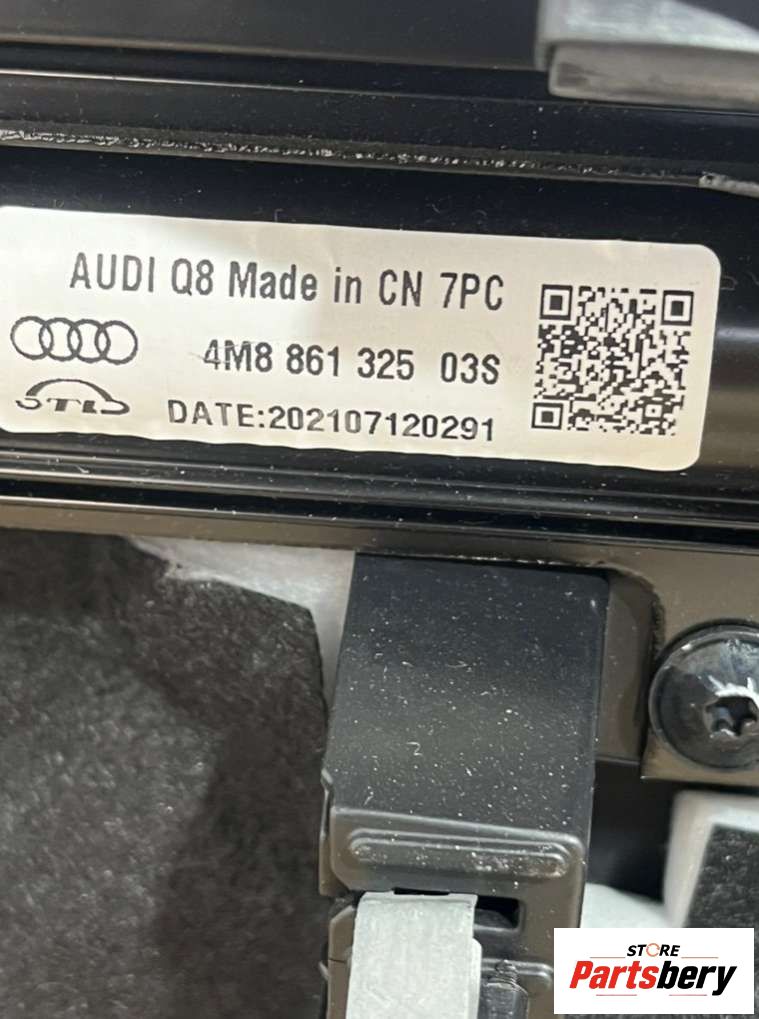 AUDI Q8 Made in CN 7PC
4M8 861 325 03S
DATE:202107120291
STORE
Partsbery